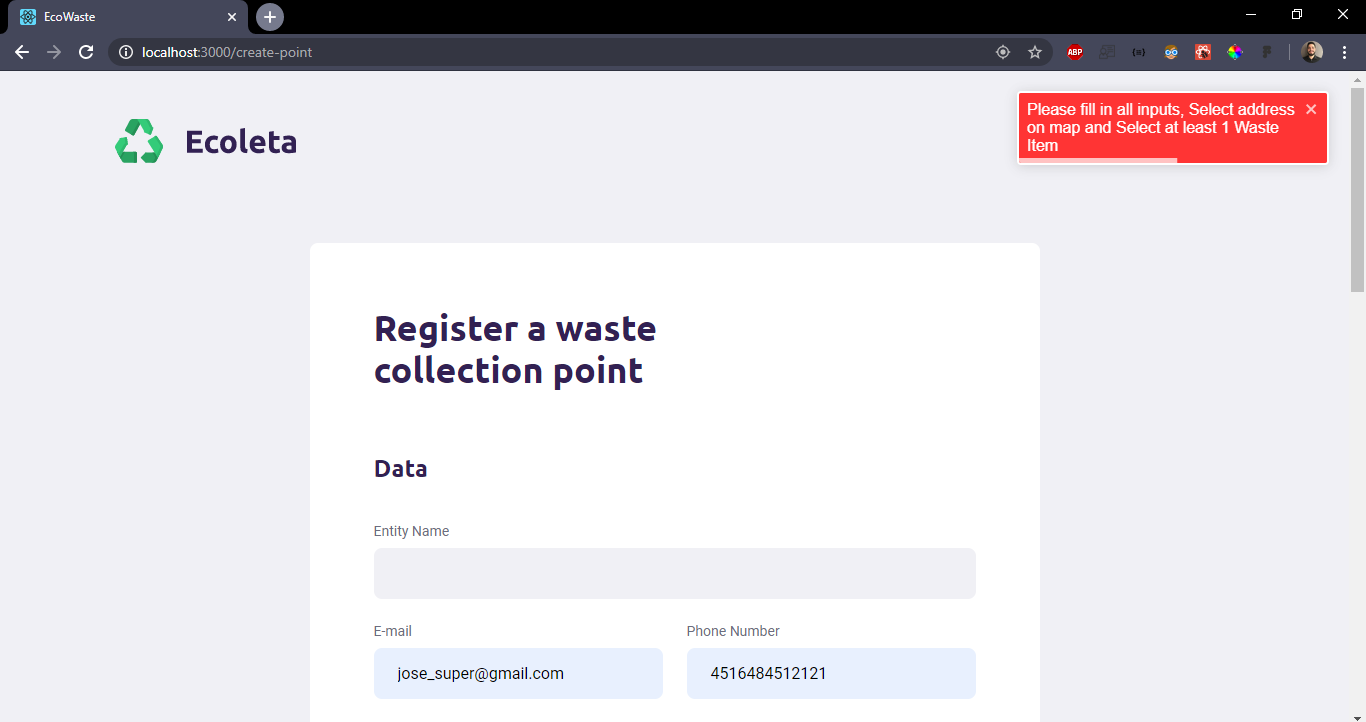 EcoWaste
localhost:3000/create-point
ABP
Ecoleta
Please fill in all inputs, Select address
on map and Select at least 1 Waste
Item
Register a waste
collection point
Data
Entity Name
E-mail
Phone Number
jose_super@gmail.com
4516484512121